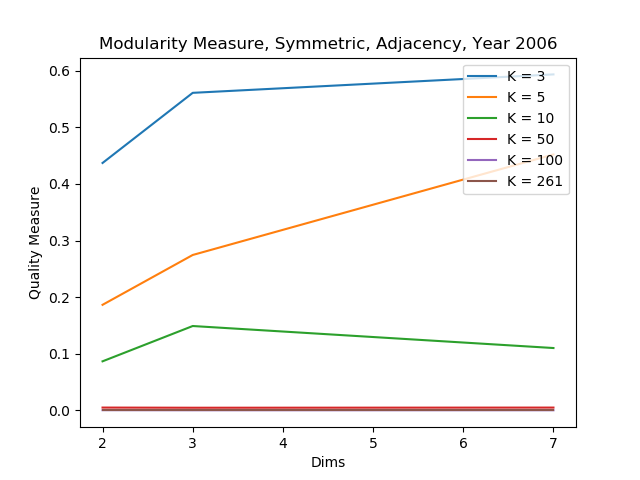 Modularity Measure, Symmetric, Adjacency, Year 2006
0.6
0.5
0.4
0.3
0.2
0.1
0.0
Quality Measure
K = 3
K = 5
K = 10
K = 50
K = 100
K = 261
2 3 4 5 6 7
Dims